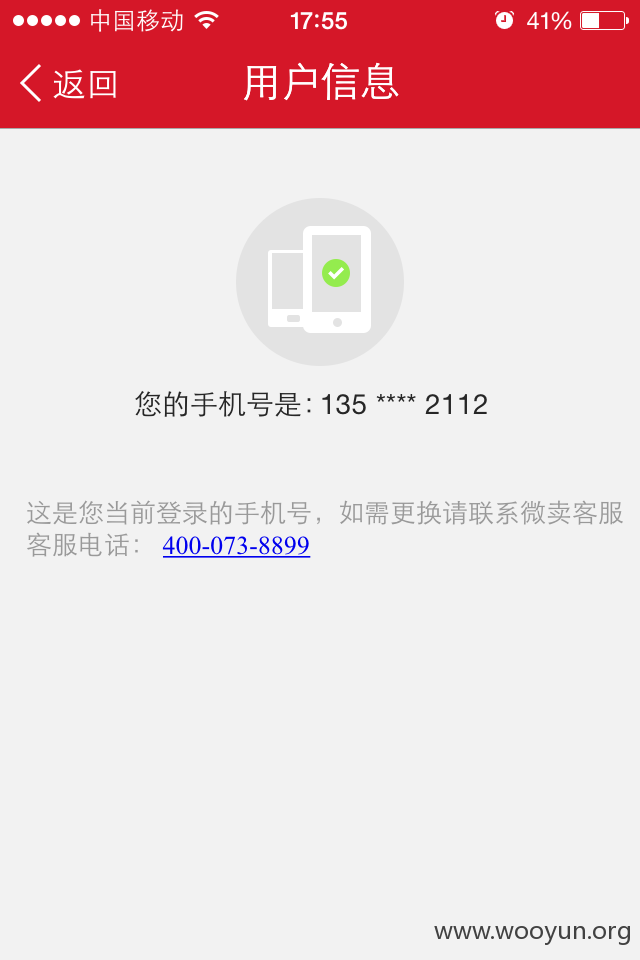 中国移动 17:55 41%
返回 用户信息
您的手机号是: 135 **** 2112
这是您当前登录的手机号，如需更换请联系微卖客服
客服电话： 400-073-8899
www.wooyun.org